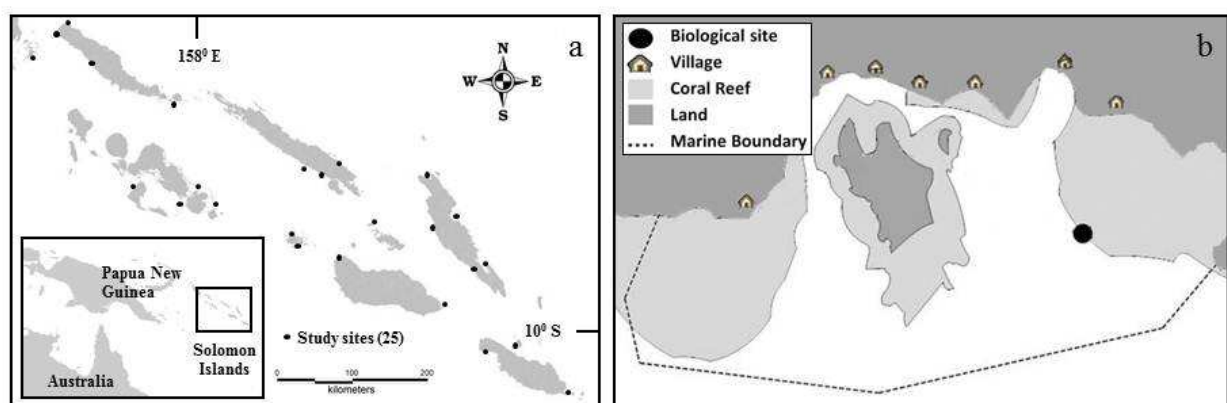 a
158⁰ E
N
W E
S
10⁰ S
Study sites (25)
0 100 200
kilometers
Papua New
Guinea
Solomon
Islands
Australia
b
Biological site
Village
Coral Reef
Land
Marine Boundary